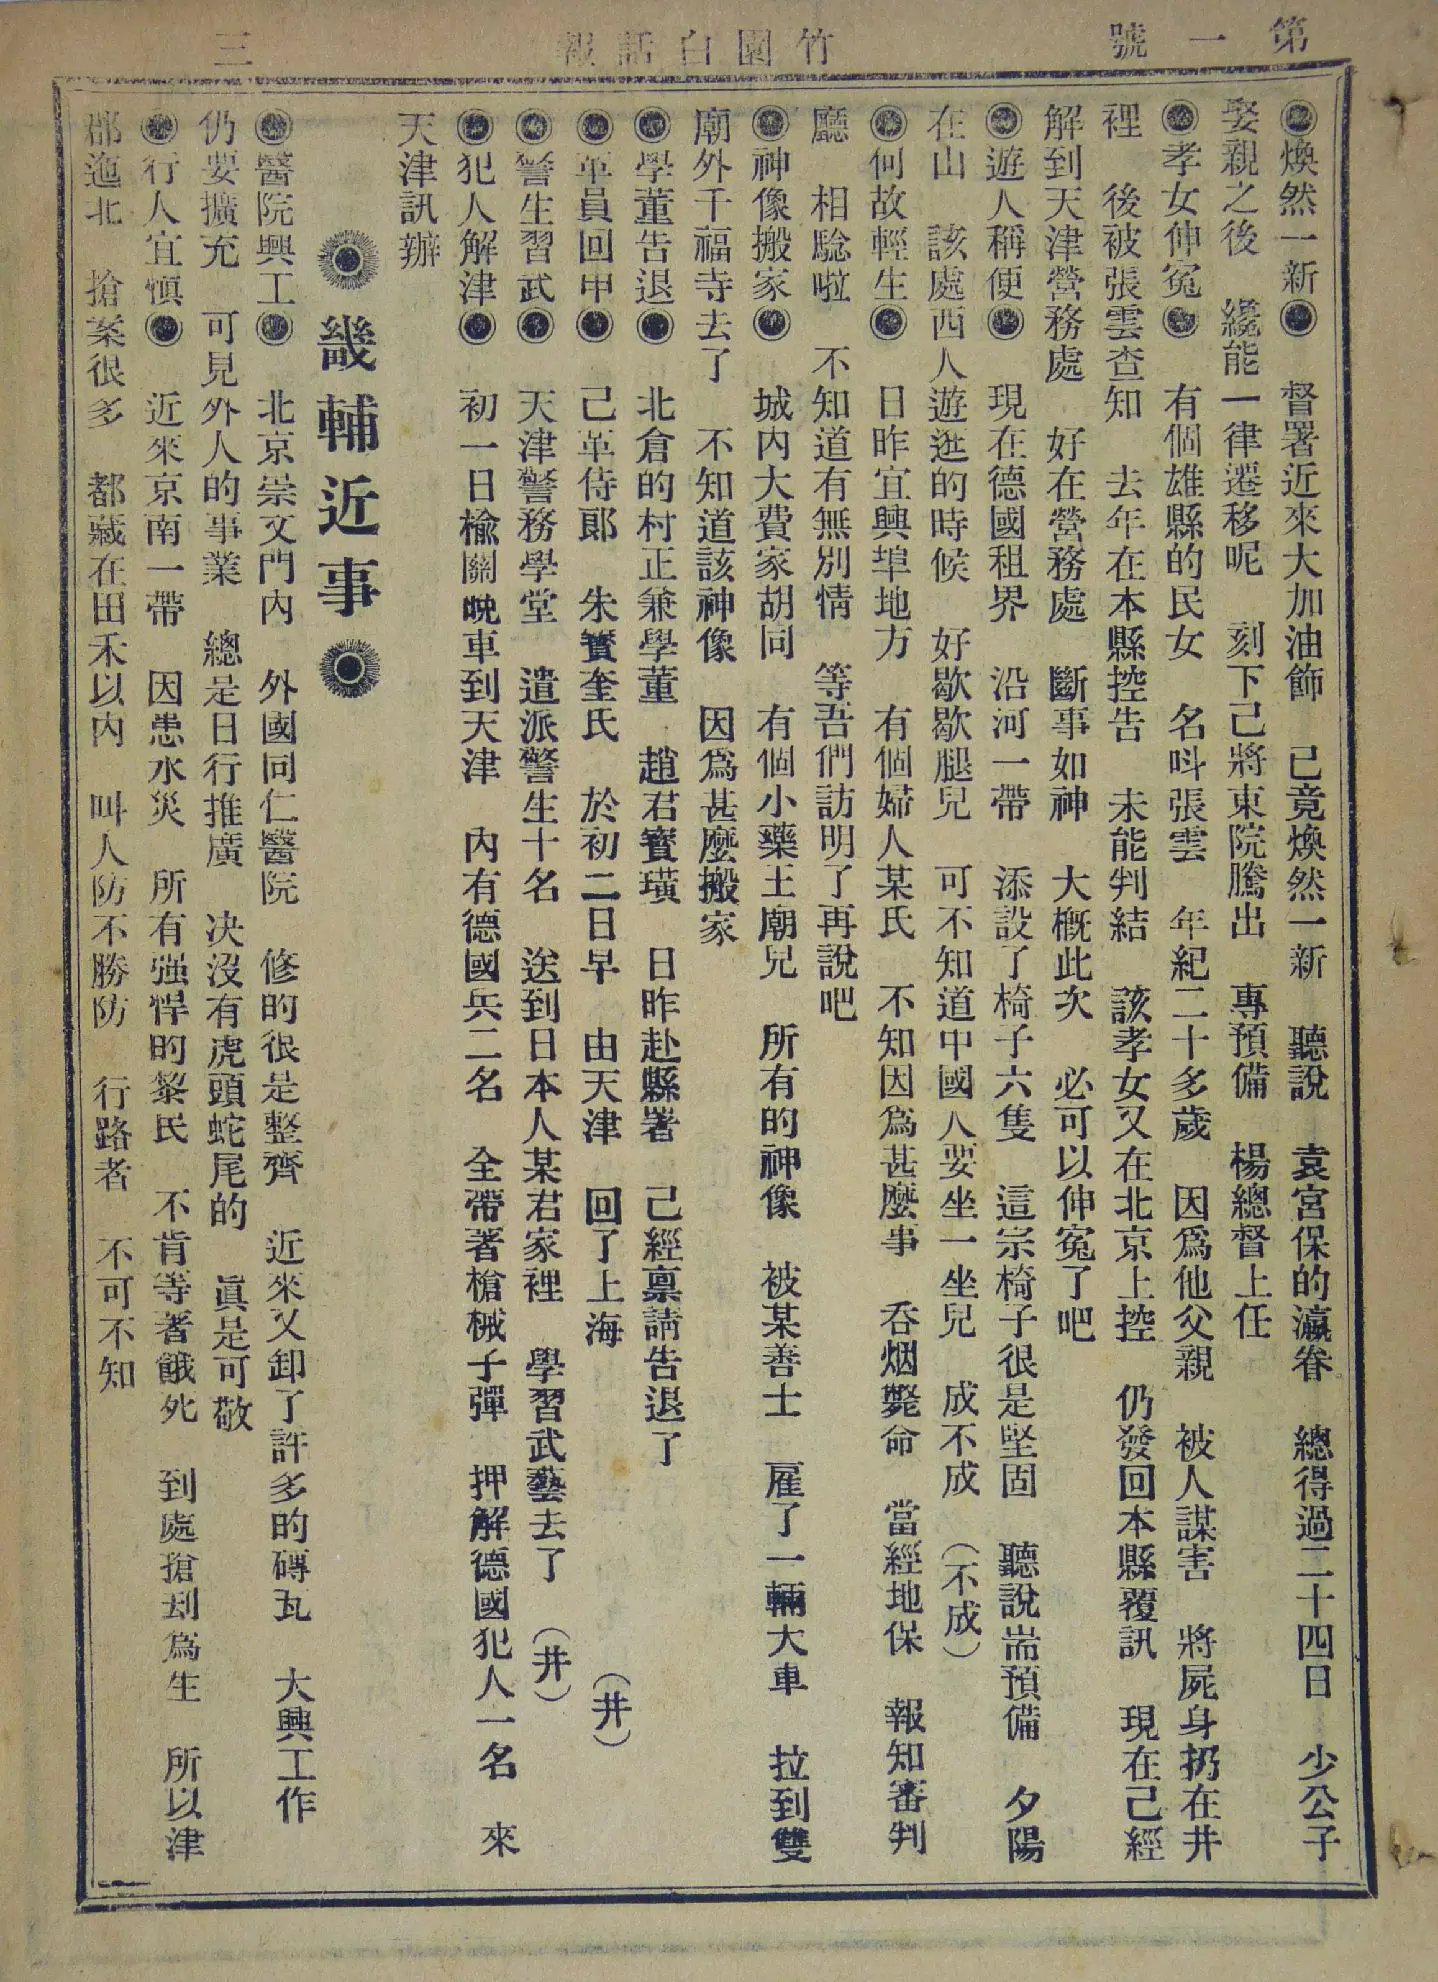 第一號
竹園白話報
三
◉煥然一新◉　督署近來大加油飾　已竟煥然一新　聽說　袁宮保的瀛眷　總得過二十四日　少公子
娶親之後　纔能一律遷移呢　刻下已將東院騰出　專預備　楊總督上任
◉孝女伸冤◉　有個雄縣的民女　名呌張雲　年紀二十多歲　因爲他父親　被人謀害　將屍身扔在井
裡　後被張雲查知　去年在本縣控告　未能判結　該孝女又在北京上控　仍發回本縣覆訊　現在已經
解到天津營務處　好在營務處　斷事如神　大概此次　必可以伸冤了吧
◉遊人稱便◉　現在德國租界　沿河一帶　添設了椅子六隻　這宗椅子很是堅固　聽說耑預備　夕陽
在山　該處西人遊逛的時候　好歇歇腿兒　可不知道中國人要坐一坐兒　成不成　（不成）
◉何故輕生◉　日昨宜興埠地方　有個婦人某氏　不知因爲甚麼事　吞烟斃命　當經地保　報知審判
廳　相騐啦　不知道有無別情　等吾們訪明了再說吧
◉神像搬家◉　城內大費家胡同　有個小藥王廟兒　所有的神像　被某善士　雇了一輛大車　拉到雙
廟外千福寺去了　不知道該神像　因爲甚麼搬家
◉學董告退◉　北倉的村正兼學董　趙君寶璜　日昨赴縣署　已經禀請告退了
◉革員回申◉　已革侍郞　朱寶奎氏　於初二日早　由天津　回了上海　（井）
◉警生習武◉　天津警務學堂　遣派警生十名　送到日本人某君家裡　學習武藝去了　（井）
◉犯人解津◉　初一日楡關晚車到天津　內有德國兵二名　全帶著槍械子彈　押解德國犯人一名　來
天津訊辦
◉畿輔近事◉
◉醫院興工◉　北京崇文門內　外國同仁醫院　修的很是整齊　近來又卸了許多的磚瓦　大興工作
仍要擴充　可見外人的事業　總是日行推廣　決沒有虎頭蛇尾的　眞是可敬
◉行人宜愼◉　近來京南一帶　因患水災　所有强悍的黎民　不肯等著餓死　到處搶刦爲生　所以津
郡迤北　搶案很多　都藏在田禾以內　呌人防不勝防　行路者　不可不知